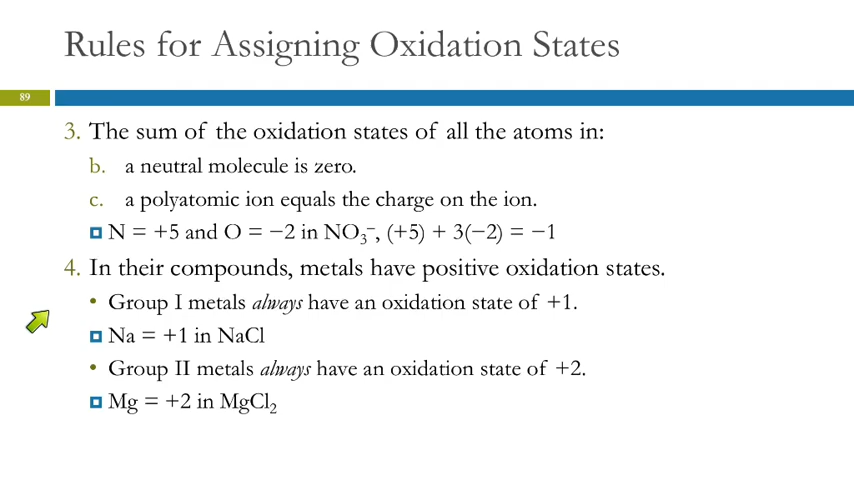 Rules for Assigning Oxidation States
89
3. The sum of the oxidation states of all the atoms in:
b. a neutral molecule is zero.
c. a polyatomic ion equals the charge on the ion.
N = +5 and O = −2 in NO₃⁻, (+5) + 3(−2) = −1
4. In their compounds, metals have positive oxidation states.
• Group I metals always have an oxidation state of +1.
Na = +1 in NaCl
• Group II metals always have an oxidation state of +2.
Mg = +2 in MgCl₂